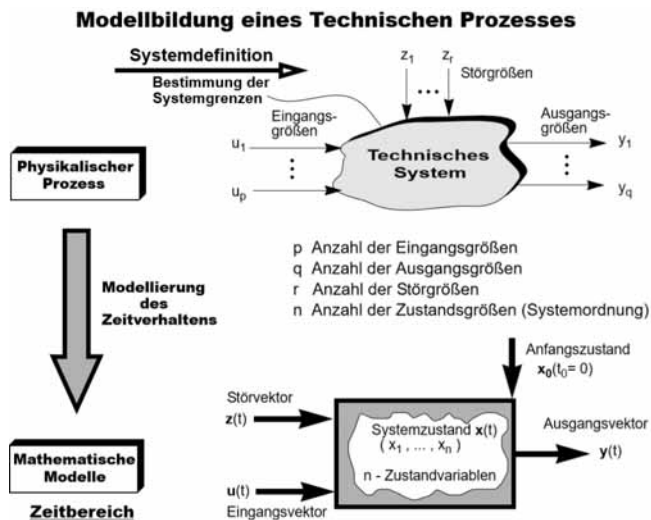 Modellbildung eines Technischen Prozesses
Systemdefinition
Bestimmung der
Systemgrenzen
z1 ... zr
Störgrößen
Eingangs-
größen
Ausgangs-
größen
u1
⋮
up
Technisches
System
y1
⋮
yq
Physikalischer
Prozess
p Anzahl der Eingangsgrößen
q Anzahl der Ausgangsgrößen
r Anzahl der Störgrößen
n Anzahl der Zustandsgrößen (Systemordnung)
Modellierung
des
Zeitverhaltens
Anfangszustand
x0(t0= 0)
Störvektor
z(t)
Systemzustand x(t)
( x1 , ... , xn )
n - Zustandvariablen
Ausgangsvektor
y(t)
u(t)
Eingangsvektor
Mathematische
Modelle
Zeitbereich